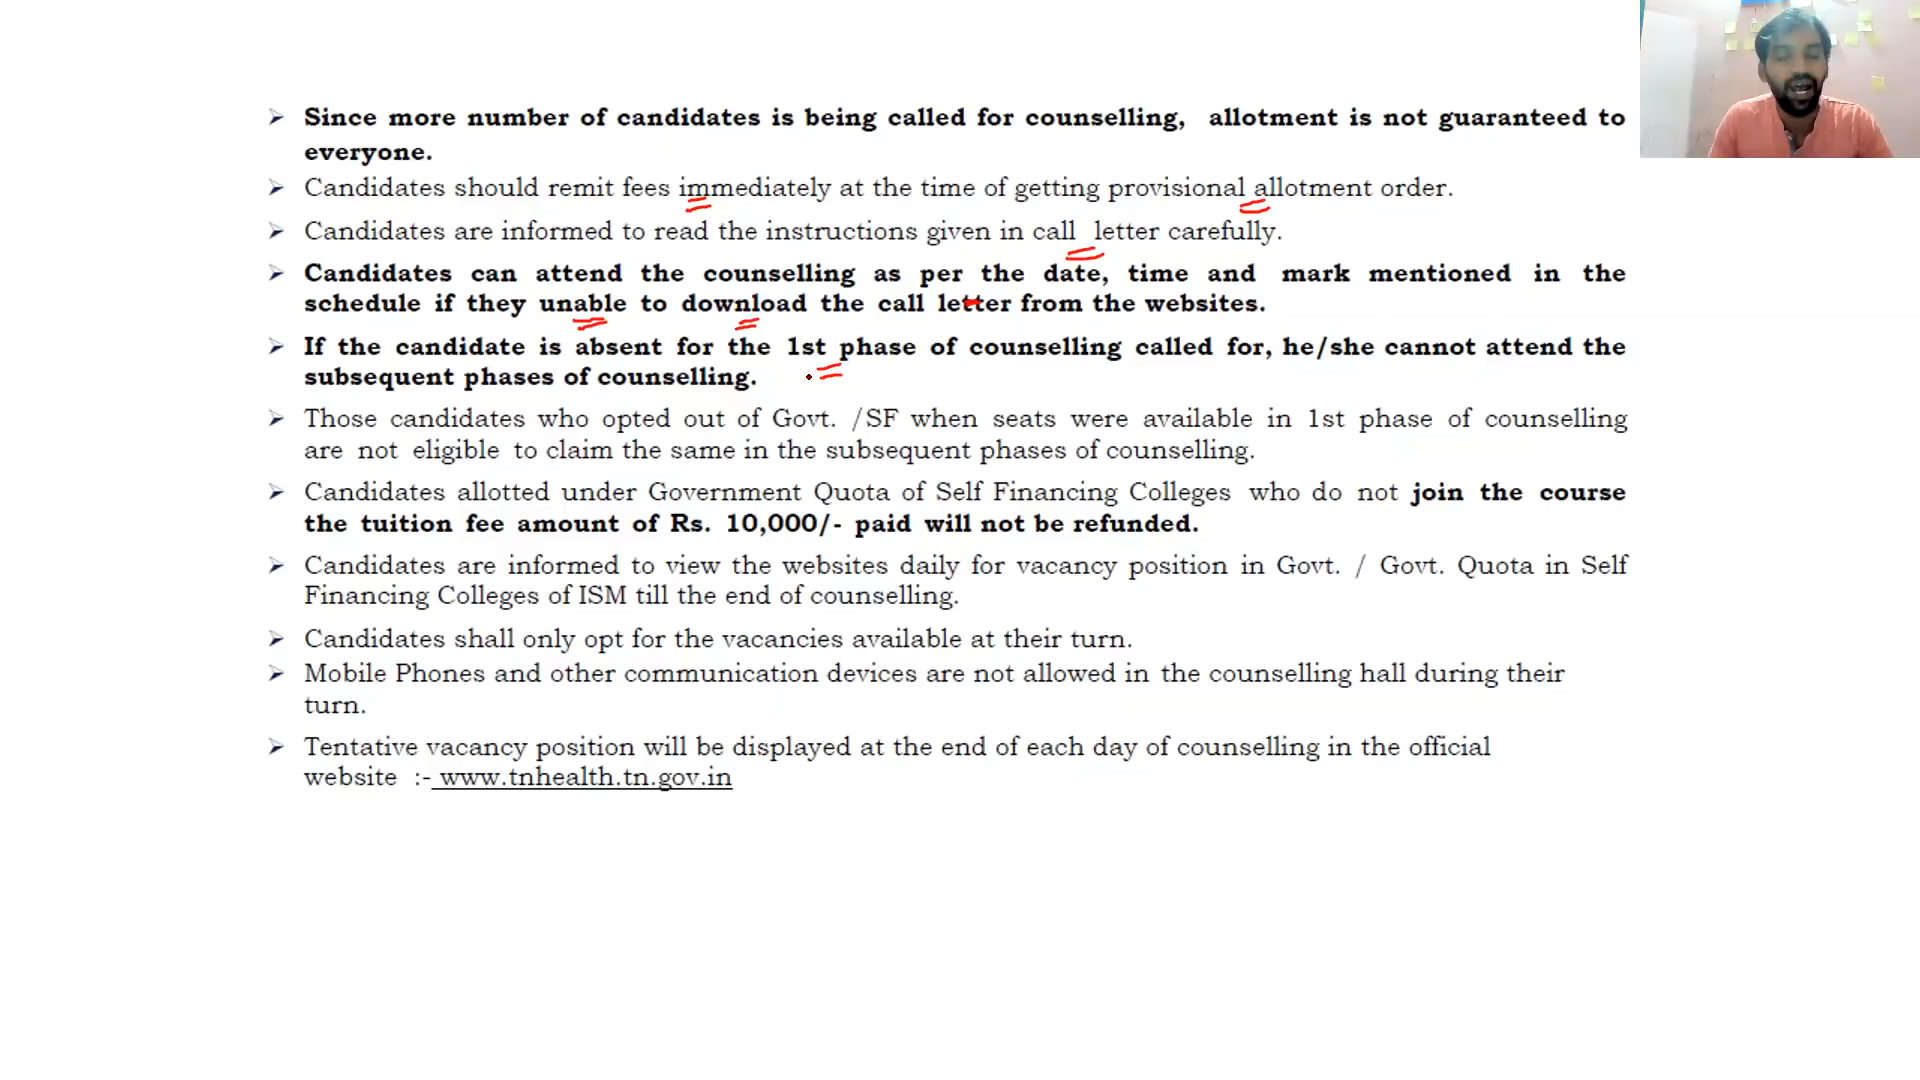 ➢ Since more number of candidates is being called for counselling, allotment is not guaranteed to
everyone.
➢ Candidates should remit fees immediately at the time of getting provisional allotment order.
➢ Candidates are informed to read the instructions given in call letter carefully.
➢ Candidates can attend the counselling as per the date, time and mark mentioned in the
schedule if they unable to download the call letter from the websites.
➢ If the candidate is absent for the 1st phase of counselling called for, he/she cannot attend the
subsequent phases of counselling.
➢ Those candidates who opted out of Govt. /SF when seats were available in 1st phase of counselling
are not eligible to claim the same in the subsequent phases of counselling.
➢ Candidates allotted under Government Quota of Self Financing Colleges who do not join the course
the tuition fee amount of Rs. 10,000/- paid will not be refunded.
➢ Candidates are informed to view the websites daily for vacancy position in Govt. / Govt. Quota in Self
Financing Colleges of ISM till the end of counselling.
➢ Candidates shall only opt for the vacancies available at their turn.
➢ Mobile Phones and other communication devices are not allowed in the counselling hall during their
turn.
➢ Tentative vacancy position will be displayed at the end of each day of counselling in the official
website :- www.tnhealth.tn.gov.in